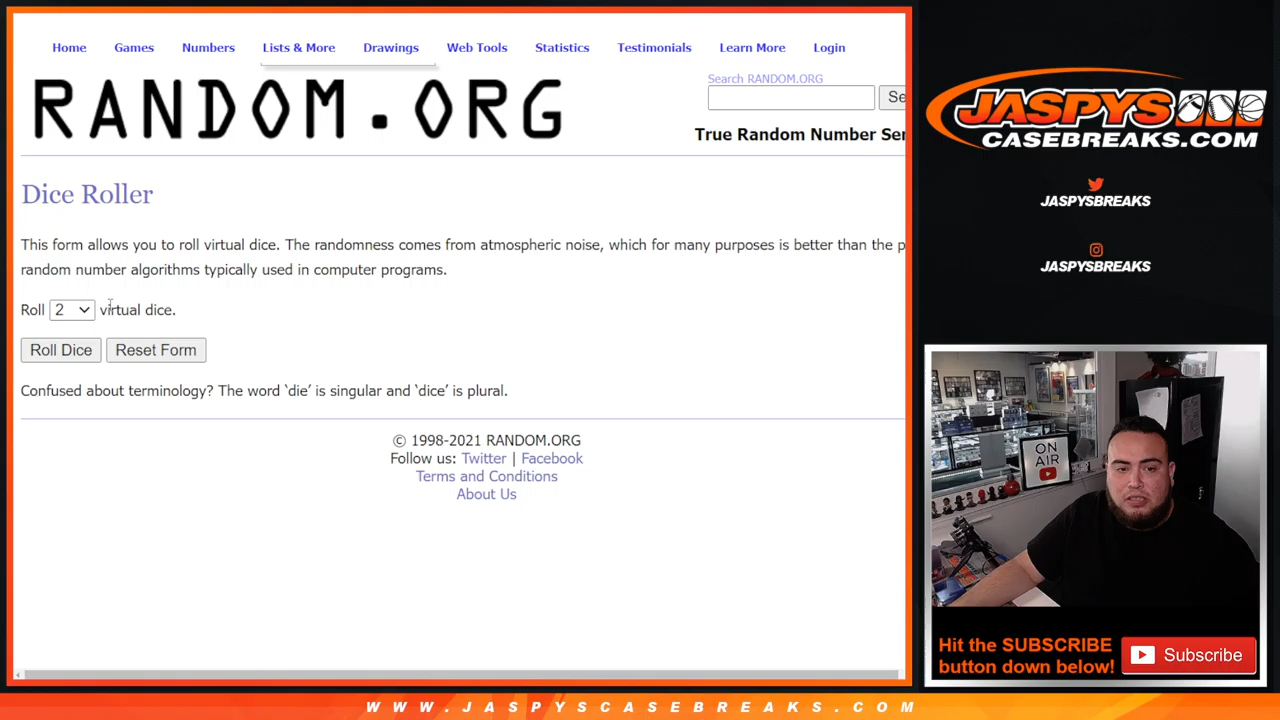 Home Games Numbers Lists & More Drawings Web Tools Statistics Testimonials Learn More Login
RANDOM.ORG
Search RANDOM.ORG
Se
True Random Number Ser
Dice Roller
This form allows you to roll virtual dice. The randomness comes from atmospheric noise, which for many purposes is better than the p
random number algorithms typically used in computer programs.
Roll 2 virtual dice.
Roll Dice Reset Form
Confused about terminology? The word ‘die’ is singular and ‘dice’ is plural.
© 1998-2021 RANDOM.ORG
Follow us: Twitter | Facebook
Terms and Conditions
About Us
JASPYS
CASEBREAKS.COM
JASPYSBREAKS
JASPYSBREAKS
ON
AIR
Hit the SUBSCRIBE
button down below!
Subscribe
WWW.JASPYSCASEBREAKS.COM